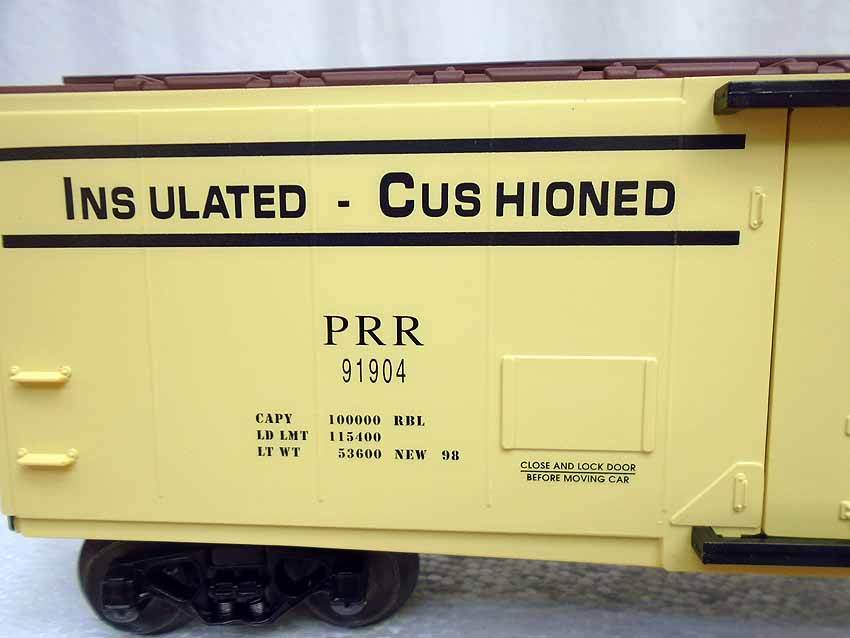 INSULATED - CUSHIONED
PRR
91904
CAPY 100000 RBL
LD LMT 115400
LT WT 53600 NEW 98
CLOSE AND LOCK DOOR
BEFORE MOVING CAR